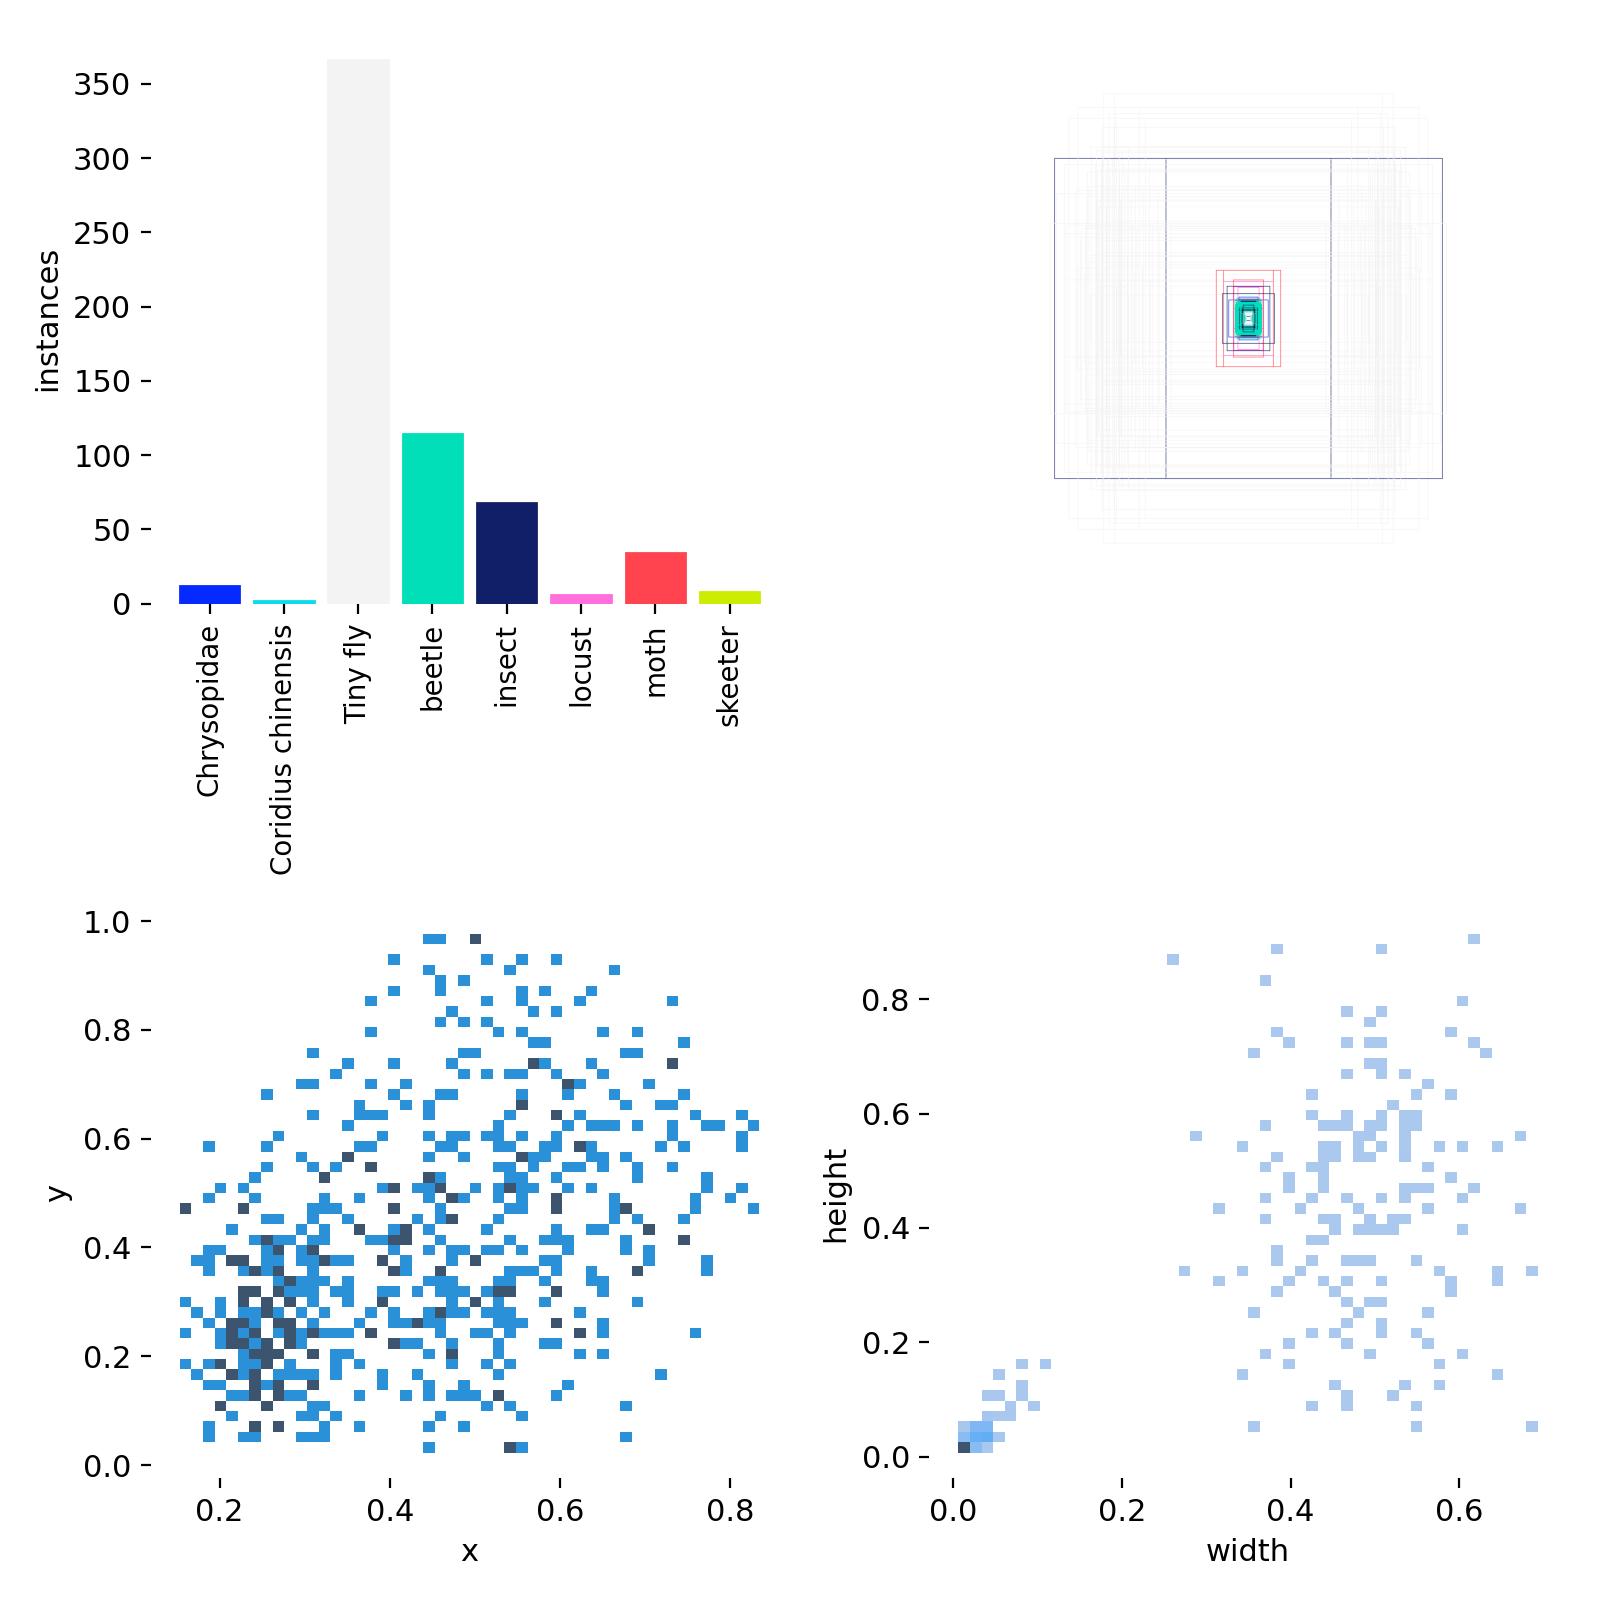 350
300
250
200
150
100
50
0
instances
Chrysopidae
Coridius chinensis
Tiny fly
beetle
insect
locust
moth
skeeter
1.0
0.8
0.6
0.4
0.2
0.0
y
0.2 0.4 0.6 0.8
x
0.8
0.6
0.4
0.2
0.0
height
0.0 0.2 0.4 0.6
width